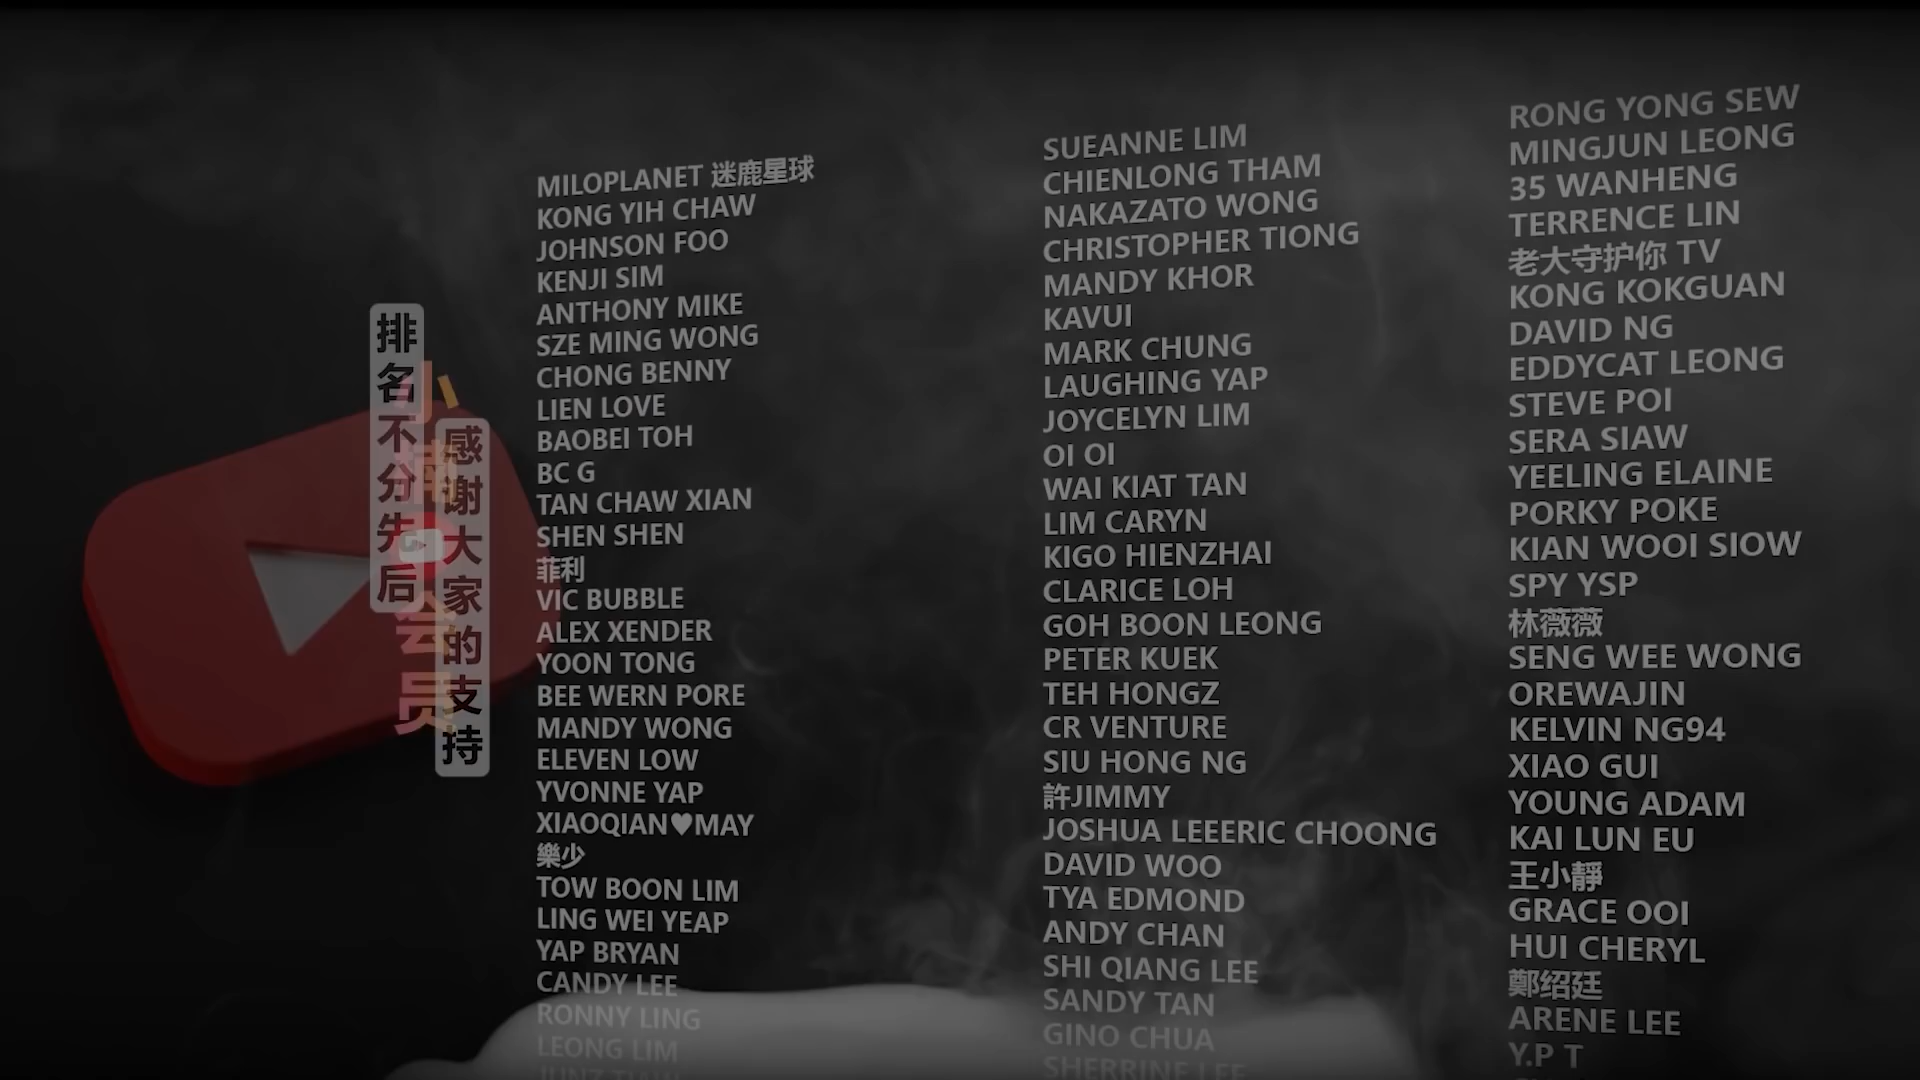 排名不分先后
感谢大家的支持
会员
MILOPLANET 迷鹿星球
KONG YIH CHAW
JOHNSON FOO
KENJI SIM
ANTHONY MIKE
SZE MING WONG
CHONG BENNY
LIEN LOVE
BAOBEI TOH
BC G
TAN CHAW XIAN
SHEN SHEN
菲利
VIC BUBBLE
ALEX XENDER
YOON TONG
BEE WERN PORE
MANDY WONG
ELEVEN LOW
YVONNE YAP
XIAOQIAN♥MAY
樂少
TOW BOON LIM
LING WEI YEAP
YAP BRYAN
CANDY LEE
RONNY LING
LEONG LIM
SUEANNE LIM
CHIENLONG THAM
NAKAZATO WONG
CHRISTOPHER TIONG
MANDY KHOR
KAVUI
MARK CHUNG
LAUGHING YAP
JOYCELYN LIM
OI OI
WAI KIAT TAN
LIM CARYN
KIGO HIENZHAI
CLARICE LOH
GOH BOON LEONG
PETER KUEK
TEH HONGZ
CR VENTURE
SIU HONG NG
許JIMMY
JOSHUA LEEERIC CHOONG
DAVID WOO
TYA EDMOND
ANDY CHAN
SHI QIANG LEE
SANDY TAN
GINO CHUA
SHERRINE LEE
RONG YONG SEW
MINGJUN LEONG
35 WANHENG
TERRENCE LIN
老大守护你 TV
KONG KOKGUAN
DAVID NG
EDDYCAT LEONG
STEVE POI
SERA SIAW
YEELING ELAINE
PORKY POKE
KIAN WOOI SIOW
SPY YSP
林薇薇
SENG WEE WONG
OREWAJIN
KELVIN NG94
XIAO GUI
YOUNG ADAM
KAI LUN EU
王小靜
GRACE OOI
HUI CHERYL
鄭绍廷
ARENE LEE
Y.P T